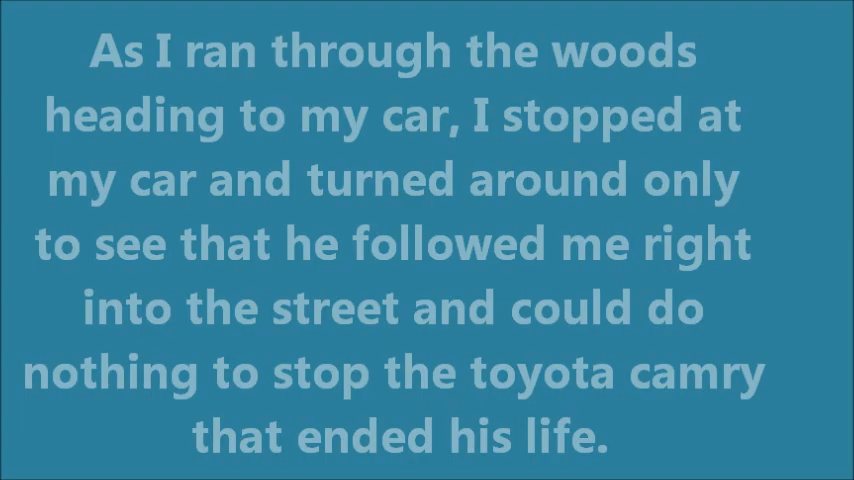 As I ran through the woods
heading to my car, I stopped at
my car and turned around only
to see that he followed me right
into the street and could do
nothing to stop the toyota camry
that ended his life.